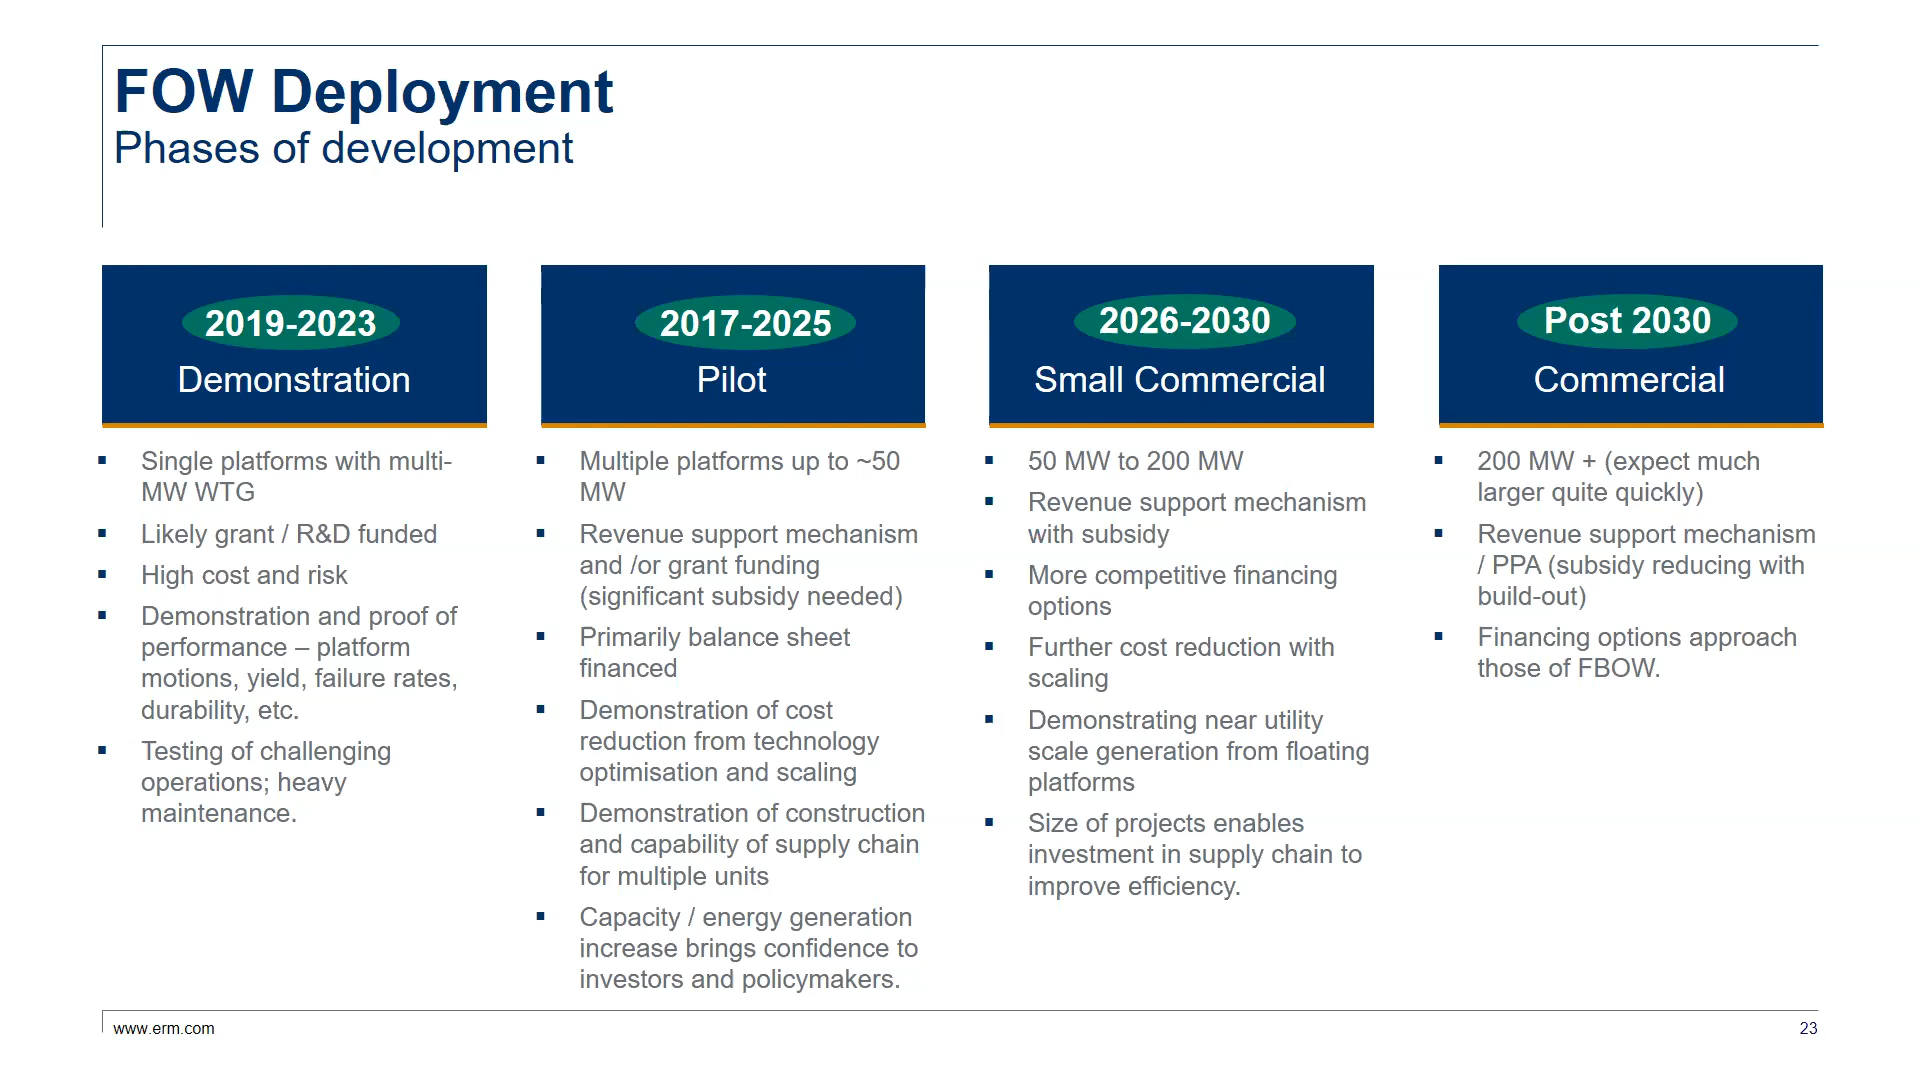 FOW Deployment
Phases of development
2019-2023
Demonstration
Single platforms with multi-
MW WTG
Likely grant / R&D funded
High cost and risk
Demonstration and proof of
performance – platform
motions, yield, failure rates,
durability, etc.
Testing of challenging
operations; heavy
maintenance.
2017-2025
Pilot
Multiple platforms up to ~50
MW
Revenue support mechanism
and /or grant funding
(significant subsidy needed)
Primarily balance sheet
financed
Demonstration of cost
reduction from technology
optimisation and scaling
Demonstration of construction
and capability of supply chain
for multiple units
Capacity / energy generation
increase brings confidence to
investors and policymakers.
2026-2030
Small Commercial
50 MW to 200 MW
Revenue support mechanism
with subsidy
More competitive financing
options
Further cost reduction with
scaling
Demonstrating near utility
scale generation from floating
platforms
Size of projects enables
investment in supply chain to
improve efficiency.
Post 2030
Commercial
200 MW + (expect much
larger quite quickly)
Revenue support mechanism
/ PPA (subsidy reducing with
build-out)
Financing options approach
those of FBOW.
www.erm.com
23